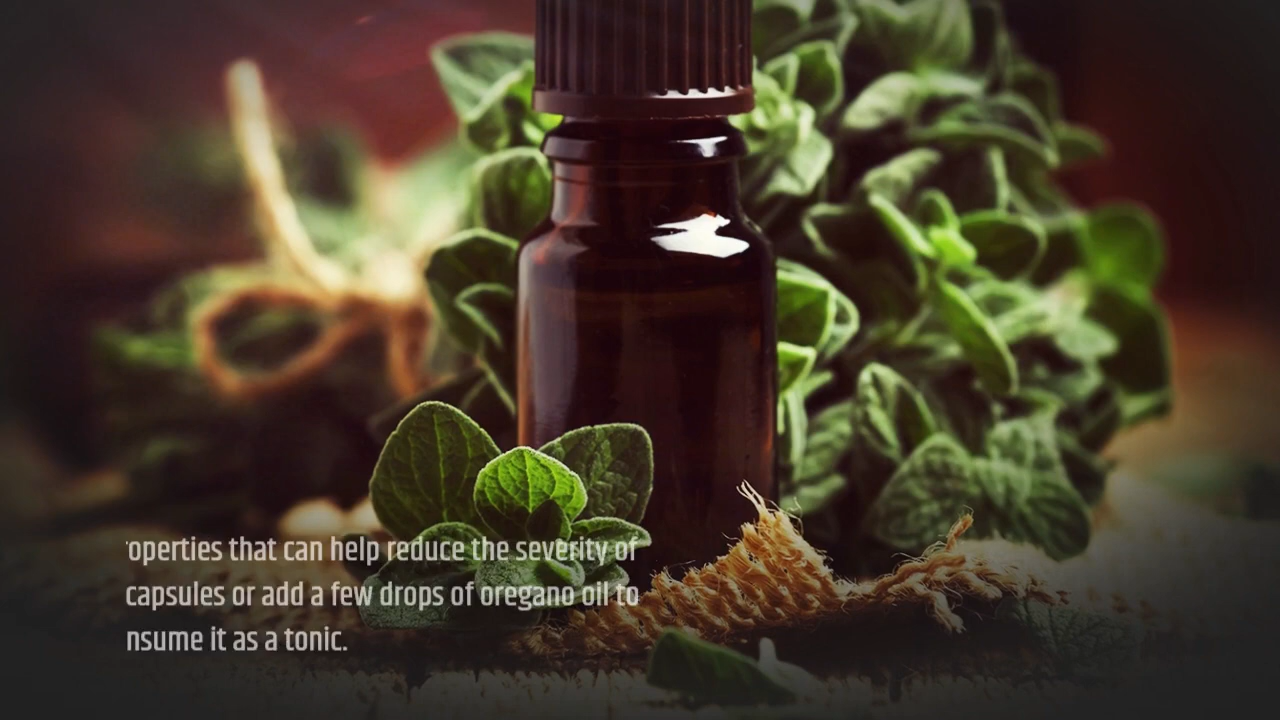 operties that can help reduce the severity of
capsules or add a few drops of oregano oil to
nsume it as a tonic.